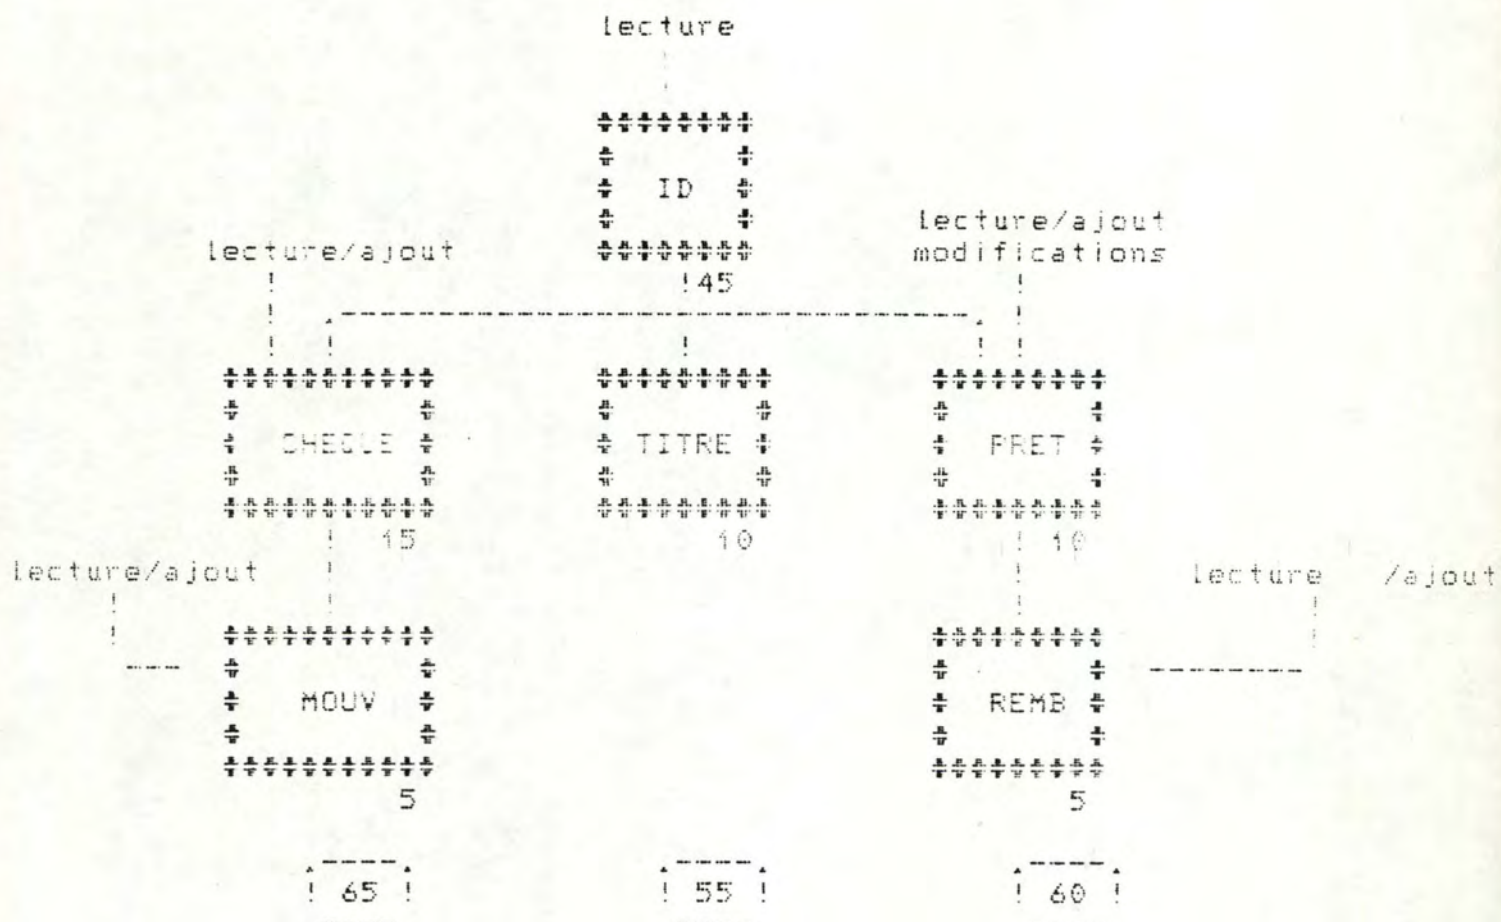 lecture
ID
lecture/ajout
modifications
lecture/ajout
!45
CHEQUE
TITRE
PRET
15
10
10
lecture/ajout
lecture /ajout
MOUV
REMB
5
5
! 65 !
! 55 !
! 60 !